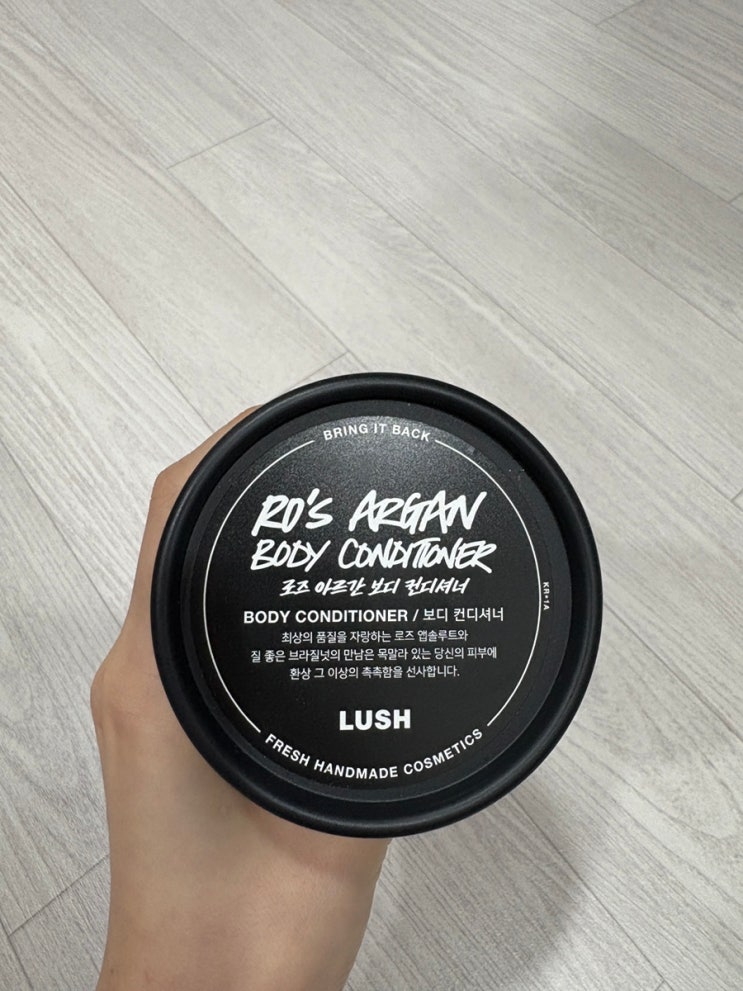 BRING IT BACK
RO'S ARGAN
BODY CONDITIONER
로즈 아르간 보디 컨디셔너
BODY CONDITIONER / 보디 컨디셔너
최상의 품질을 자랑하는 로즈 앱솔루트와
질 좋은 브라질넛의 만남은 목말라 있는 당신의 피부에
환상 그 이상의 촉촉함을 선사합니다.
KR*1A
LUSH
FRESH HANDMADE COSMETICS